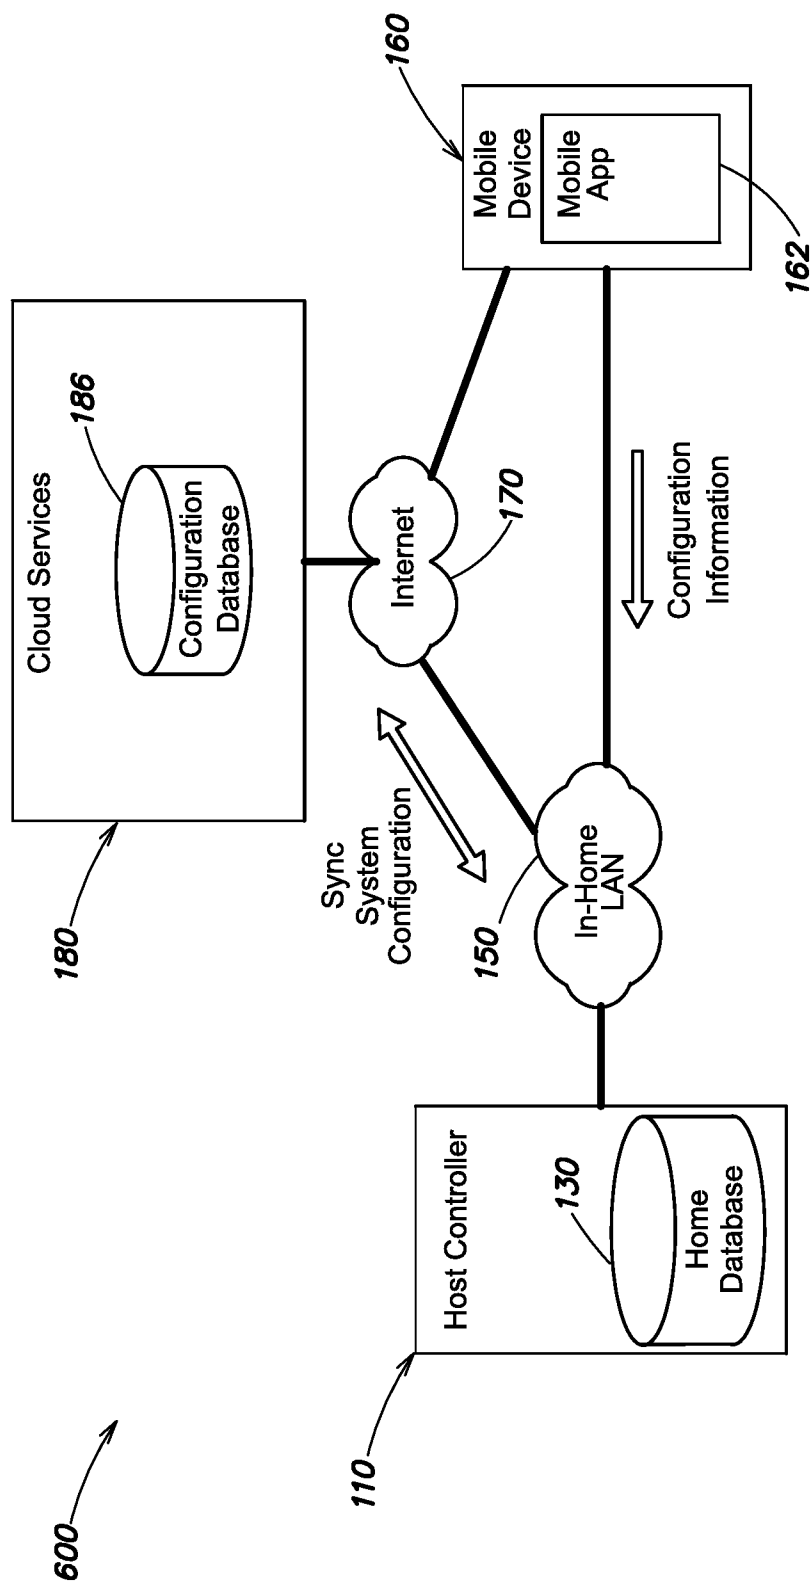 600
180
Cloud Services
186
Configuration
Database
Sync
System
Configuration
Internet
170
160
Mobile
Device
Mobile
App
162
110
Host Controller
130
Home
Database
150
In-Home
LAN
Configuration
Information